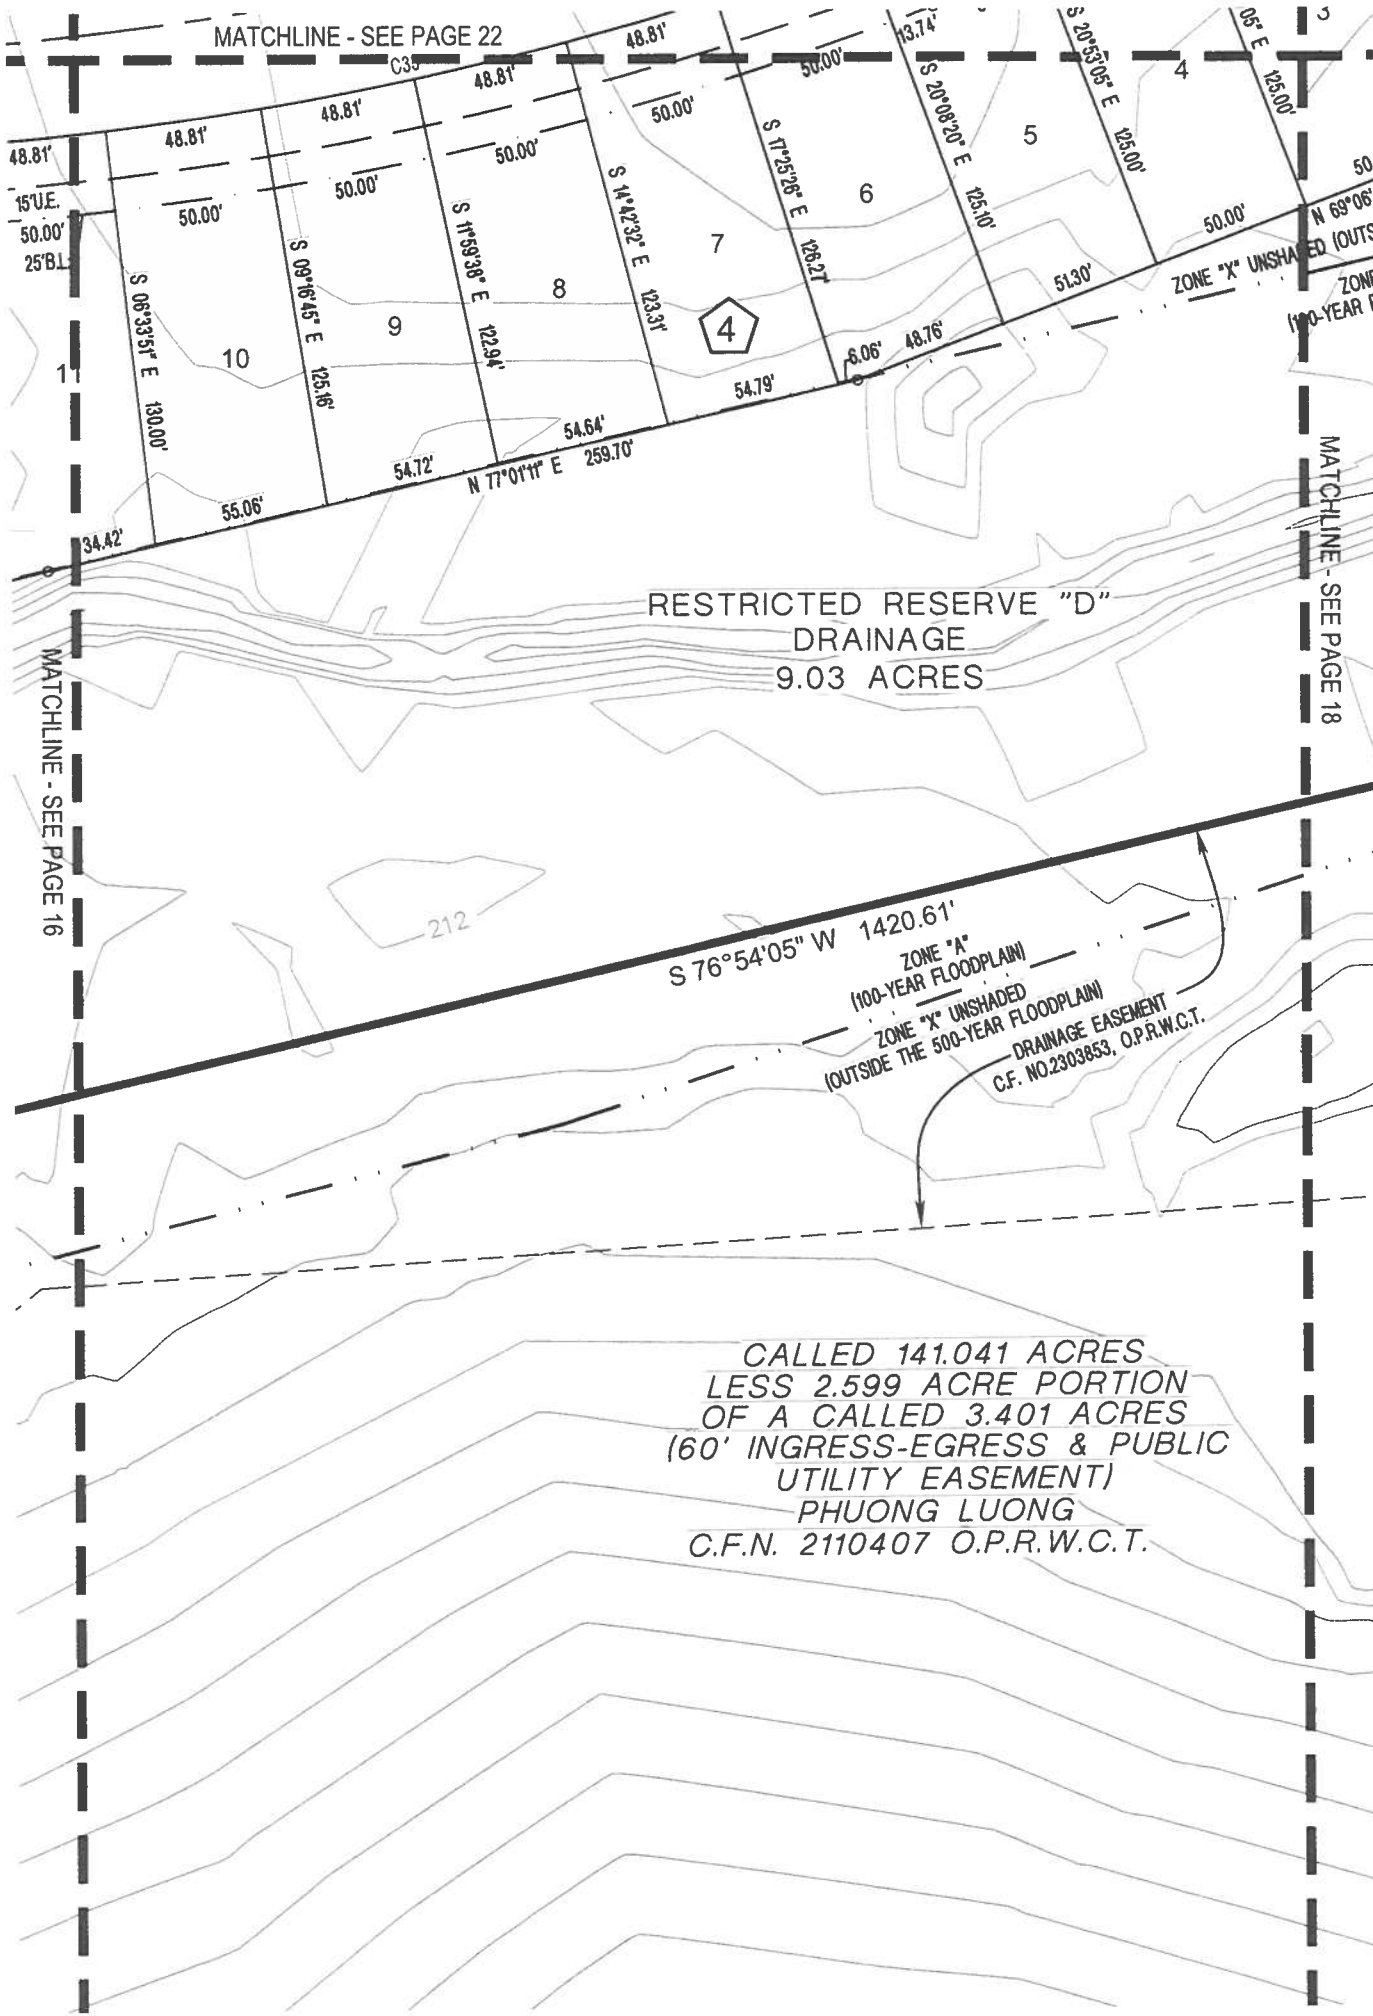 MATCHLINE - SEE PAGE 22
C35
3
48.81'
48.81'
48.81'
48.81'
48.81'
13.74'
4
5
6
7
8
9
10
50.00'
50.00'
50.00'
50.00'
50.00'
50.00'
15'U.E.
25'B.L.
S 06°33'51" E 130.00'
S 09°16'45" E 125.16'
S 11°59'38" E 122.94'
S 14°42'32" E 123.31'
S 17°25'26" E 126.27'
S 20°08'20" E 125.10'
S 20°53'05" E 125.00'
05" E 125.00'
4
34.42'
55.06'
54.72'
54.64'
54.79'
6.06'
48.76'
51.30'
50.00'
50
N 69°06'
N 77°01'11" E 259.70'
ZONE "X" UNSHADED (OUTS
ZONE
(100-YEAR F
MATCHLINE - SEE PAGE 18
MATCHLINE - SEE PAGE 16
RESTRICTED RESERVE "D"
DRAINAGE
9.03 ACRES
212
S 76°54'05" W 1420.61'
ZONE "A"
(100-YEAR FLOODPLAIN)
ZONE "X" UNSHADED
(OUTSIDE THE 500-YEAR FLOODPLAIN)
DRAINAGE EASEMENT
C.F. NO.2303853, O.P.R.W.C.T.
CALLED 141.041 ACRES
LESS 2.599 ACRE PORTION
OF A CALLED 3.401 ACRES
(60' INGRESS-EGRESS & PUBLIC
UTILITY EASEMENT)
PHUONG LUONG
C.F.N. 2110407 O.P.R.W.C.T.